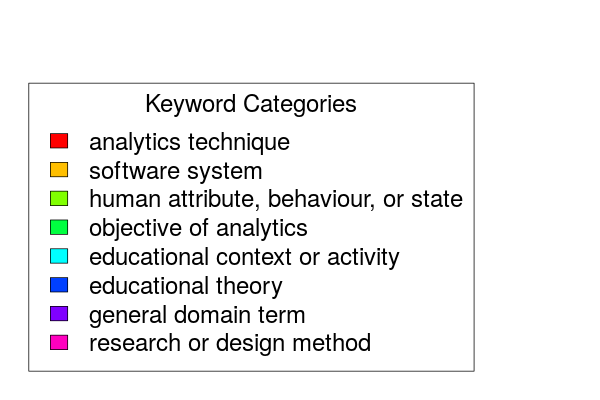 Keyword Categories
analytics technique
software system
human attribute, behaviour, or state
objective of analytics
educational context or activity
educational theory
general domain term
research or design method